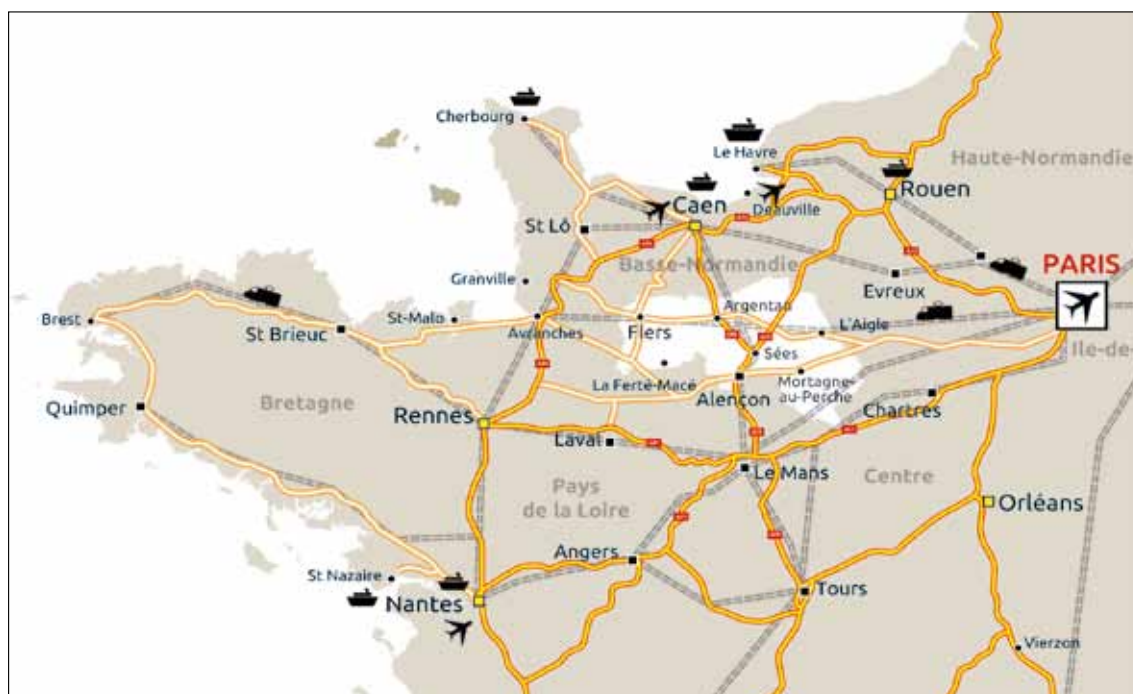 Cherbourg
Le Havre
Haute-Normandie
Rouen
Caen
Deauville
St Lô
Basse-Normandie
PARIS
Granville
Evreux
Argentan
Brest
St-Malo
St Brieuc
Avranches
Flers
L'Aigle
Ile-de-
Sées
La Ferté-Macé
Mortagne-
au-Perche
Alençon
Chartres
Quimper
Bretagne
Rennes
Laval
Le Mans
Centre
Pays
de la Loire
Orléans
Angers
St Nazaire
Nantes
Tours
Vierzon